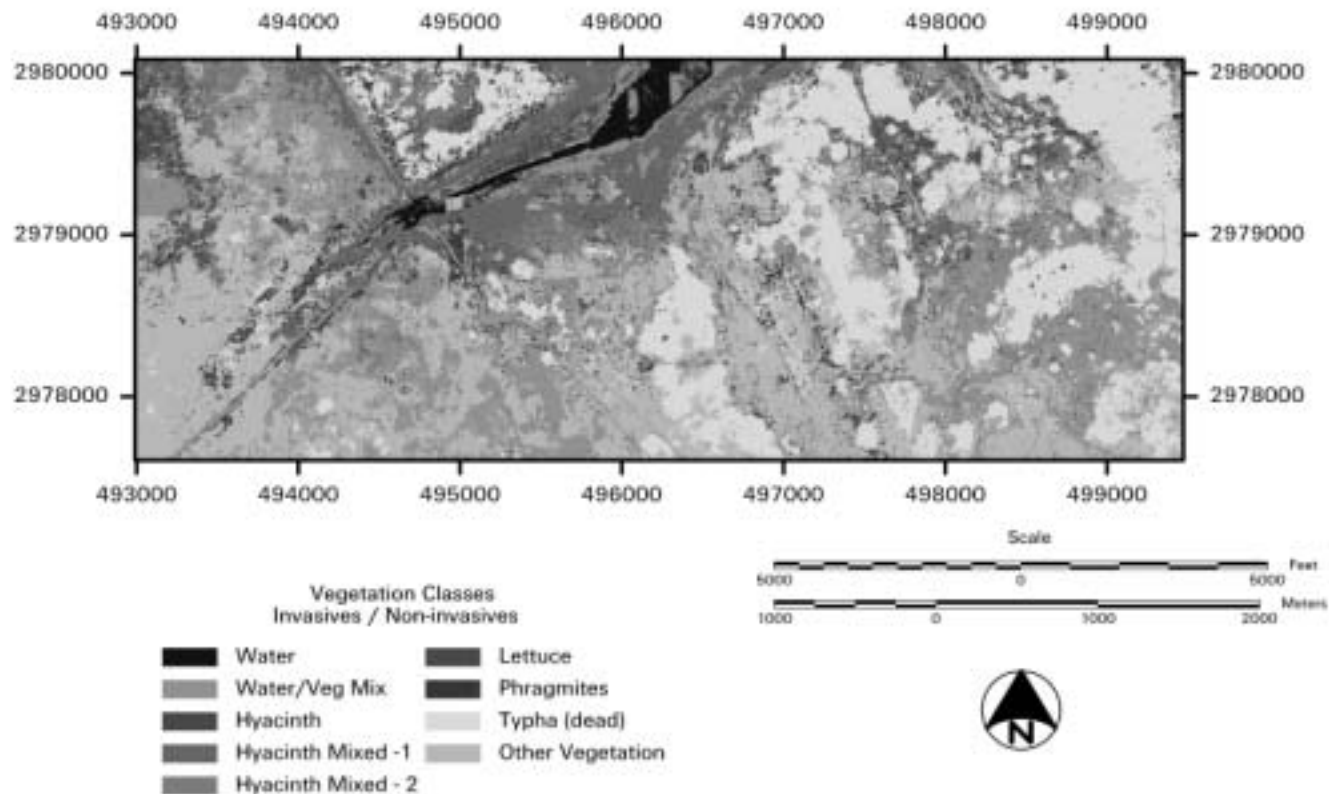 493000 494000 495000 496000 497000 498000 499000
2980000 2980000
2979000 2979000
2978000 2978000
493000 494000 495000 496000 497000 498000 499000
Scale
Feet
5000 0 5000
Meters
1000 0 1000 2000
Vegetation Classes
Invasives / Non-invasives
Water
Water/Veg Mix
Hyacinth
Hyacinth Mixed -1
Hyacinth Mixed - 2
Lettuce
Phragmites
Typha (dead)
Other Vegetation
N